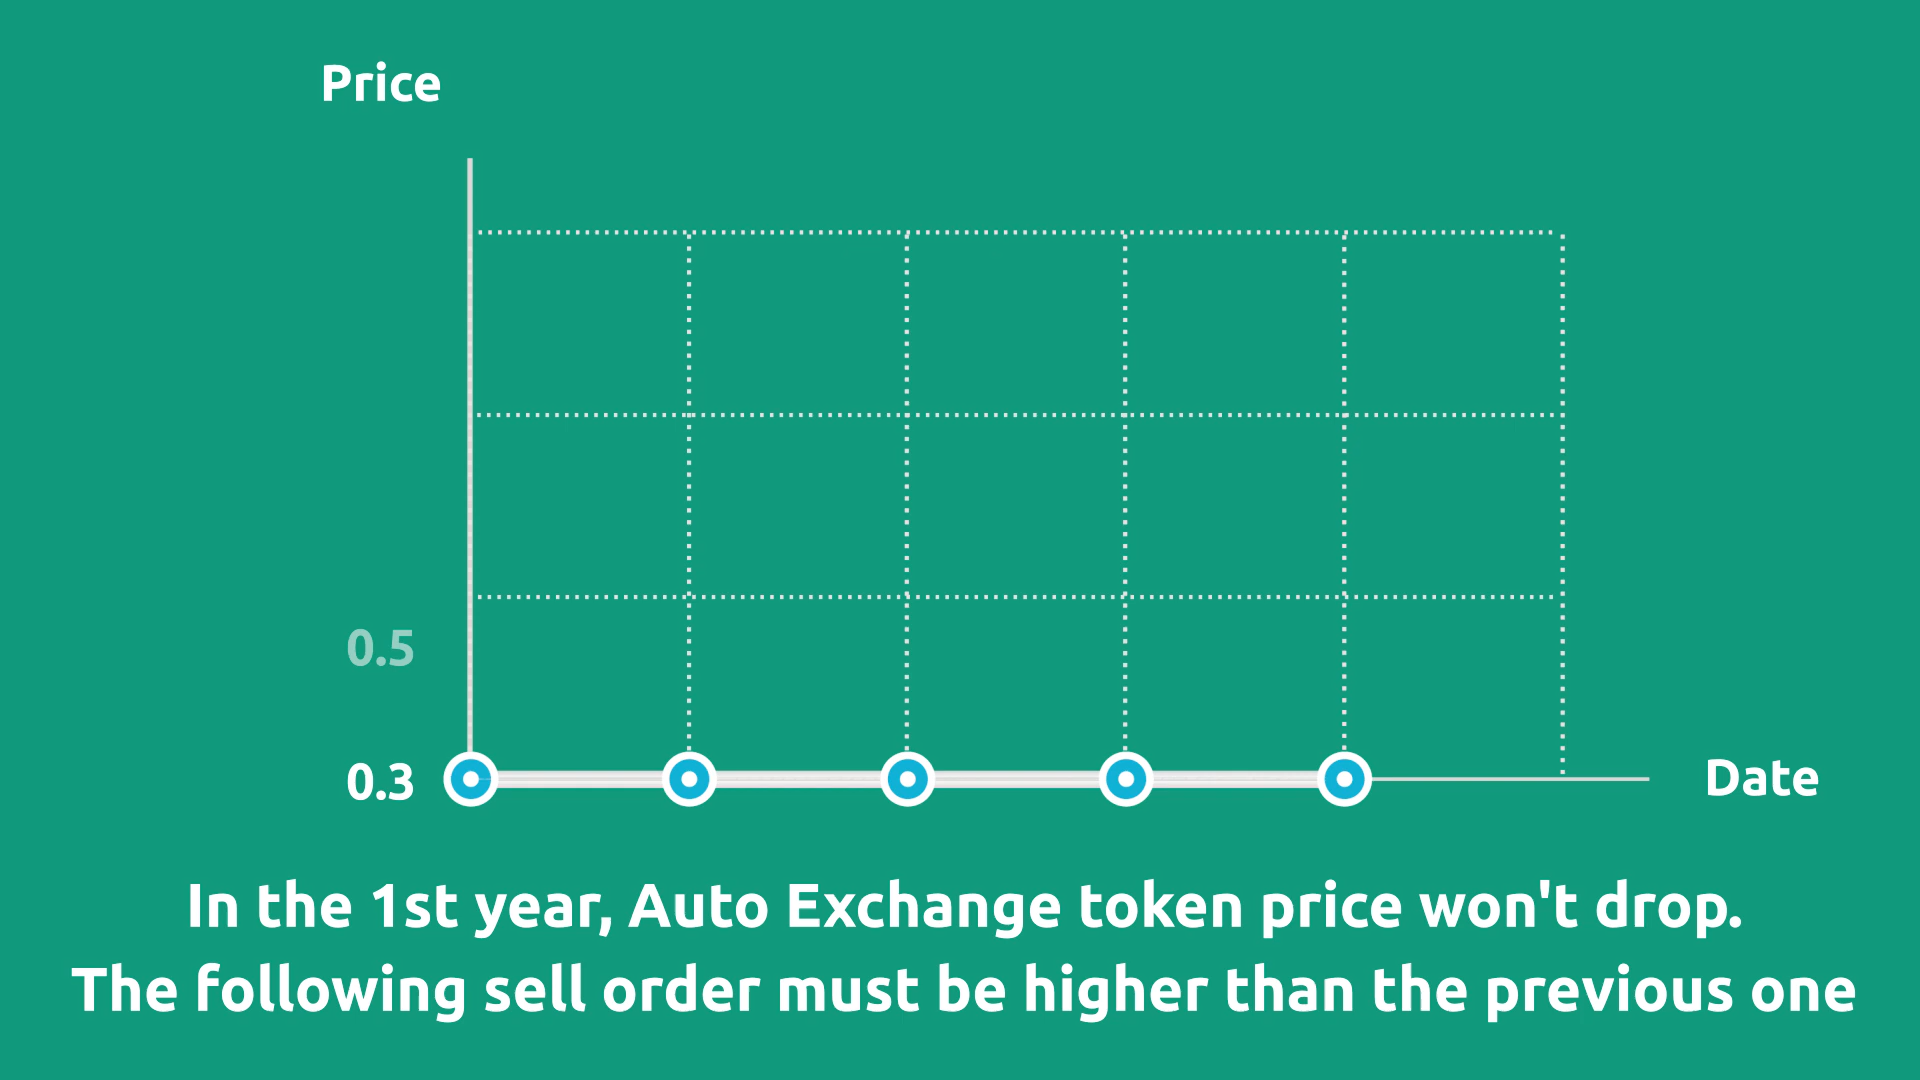 Price
0.5
0.3
Date
In the 1st year, Auto Exchange token price won't drop.
The following sell order must be higher than the previous one